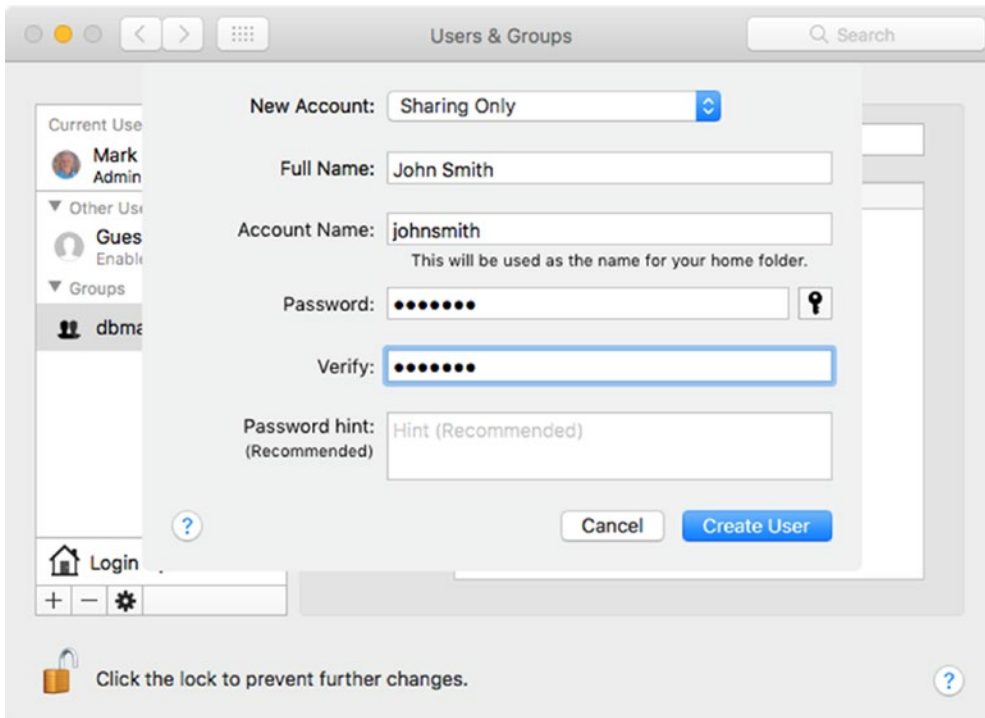 Users & Groups
Search
Current Use
Mark
Admin
Other Us
Gues
Enable
Groups
dbma
Login
New Account: Sharing Only
Full Name: John Smith
Account Name: johnsmith
This will be used as the name for your home folder.
Password: •••••••
Verify: •••••••
Password hint: Hint (Recommended)
(Recommended)
?
Cancel
Create User
Click the lock to prevent further changes.
?